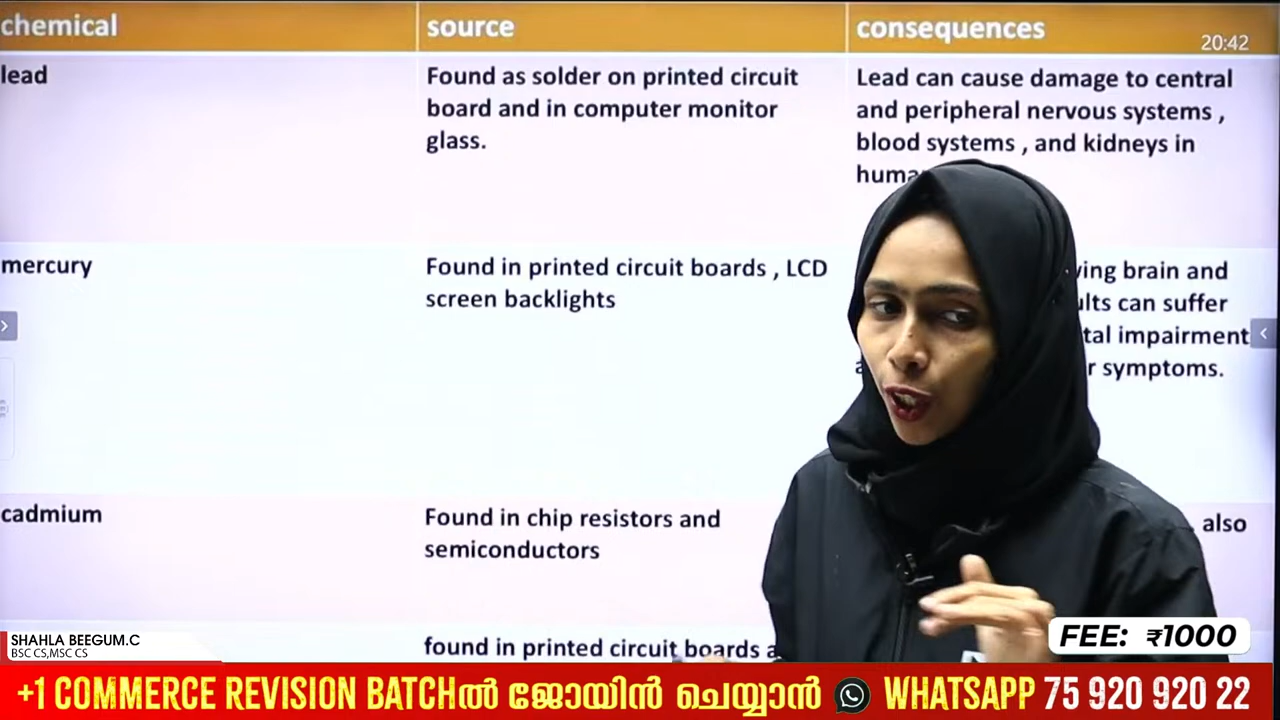 chemical
source
consequences
20:42
lead
Found as solder on printed circuit
board and in computer monitor
glass.
Lead can cause damage to central
and peripheral nervous systems ,
blood systems , and kidneys in
mercury
Found in printed circuit boards , LCD
screen backlights
brain and
can suffer
impairment
symptoms.
cadmium
Found in chip resistors and
semiconductors
also
found in printed circuit boards
SHAHLA BEEGUM.C
BSC CS,MSC CS
FEE: ₹1000
+1 COMMERCE REVISION BATCHൽ ജോയിൻ ചെയ്യാൻ WHATSAPP 75 920 920 22